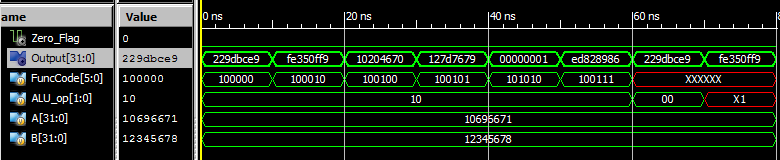 ame Value 0 ns 20 ns 40 ns 60 ns 80 ns
Zero_Flag 0
Output[31:0] 229dbce9 229dbce9 fe350ff9 10204670 127d7679 00000001 ed828986 229dbce9 fe350ff9
FuncCode[5:0] 100000 100000 100010 100100 100101 101010 100111 XXXXXX
ALU_op[1:0] 10 10 00 X1
A[31:0] 10695671 10695671
B[31:0] 12345678 12345678